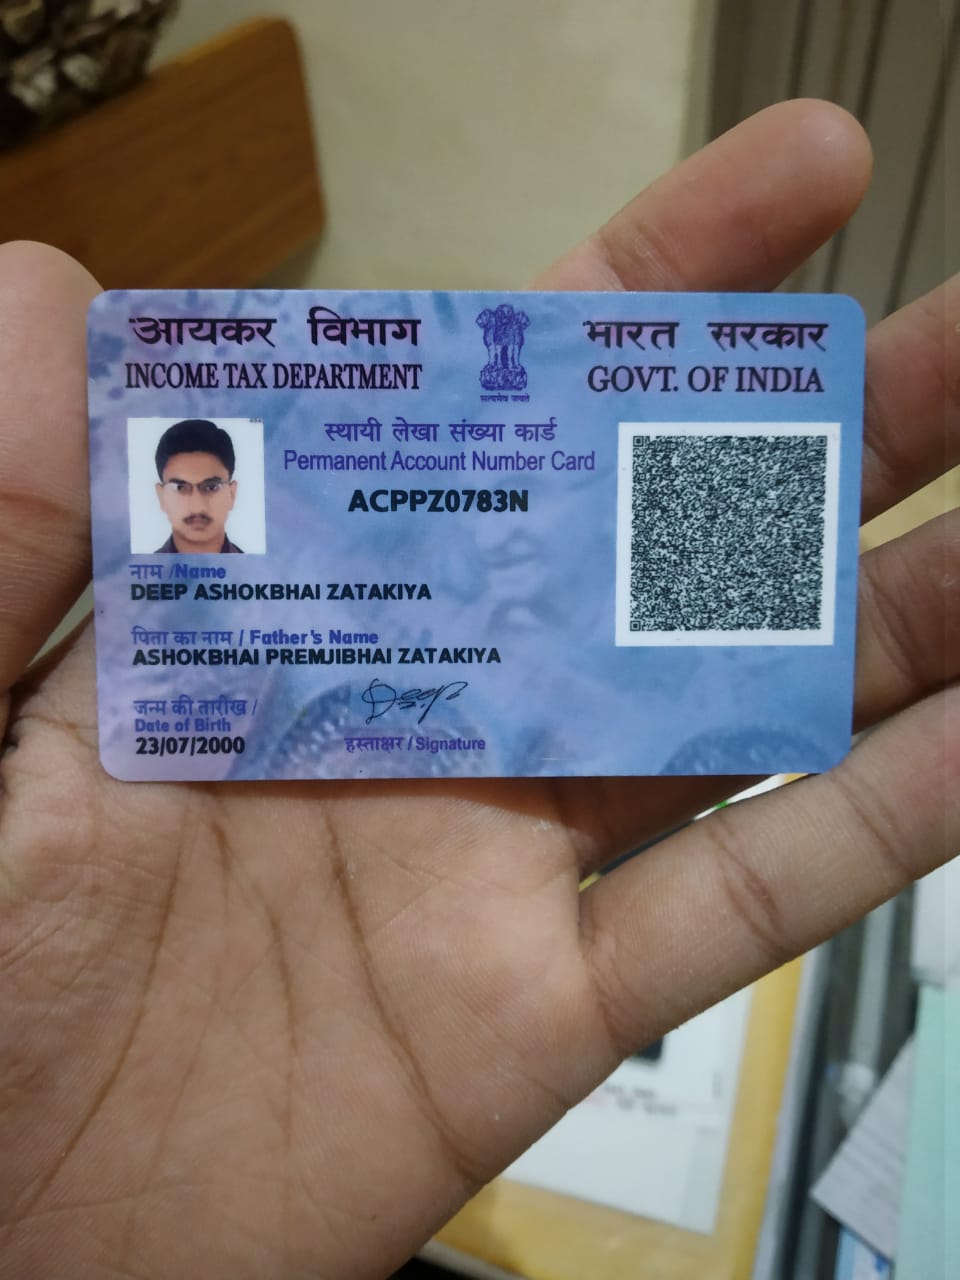 आयकर विभाग
INCOME TAX DEPARTMENT
सत्यमेव जयते
भारत सरकार
GOVT. OF INDIA
स्थायी लेखा संख्या कार्ड
Permanent Account Number Card
ACPPZ0783N
नाम /Name
DEEP ASHOKBHAI ZATAKIYA
पिता का नाम / Father's Name
ASHOKBHAI PREMJIBHAI ZATAKIYA
जन्म की तारीख /
Date of Birth
23/07/2000
Deep
हस्ताक्षर / Signature